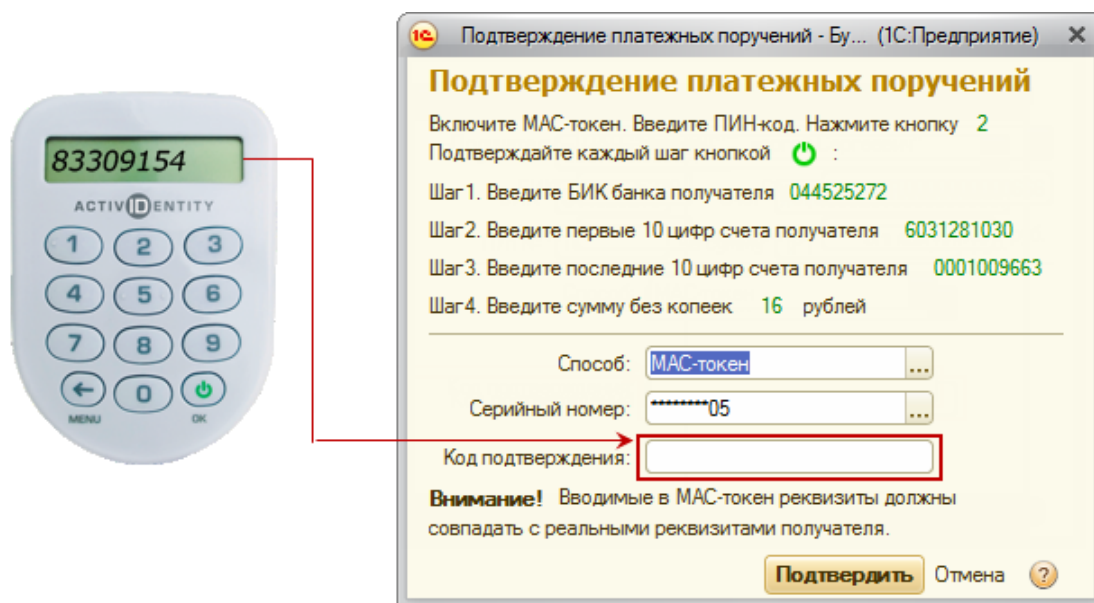 83309154
ACTIVIDENTITY
1 2 3
4 5 6
7 8 9
0
MENU OK
1С Подтверждение платежных поручений - Бу... (1С:Предприятие)
Подтверждение платежных поручений
Включите МАС-токен. Введите ПИН-код. Нажмите кнопку 2
Подтверждайте каждый шаг кнопкой :
Шаг1. Введите БИК банка получателя 044525272
Шаг2. Введите первые 10 цифр счета получателя 6031281030
Шаг3. Введите последние 10 цифр счета получателя 0001009663
Шаг4. Введите сумму без копеек 16 рублей
Способ: МАС-токен ...
Серийный номер: ********05 ...
Код подтверждения:
Внимание! Вводимые в МАС-токен реквизиты должны
совпадать с реальными реквизитами получателя.
Подтвердить Отмена ?